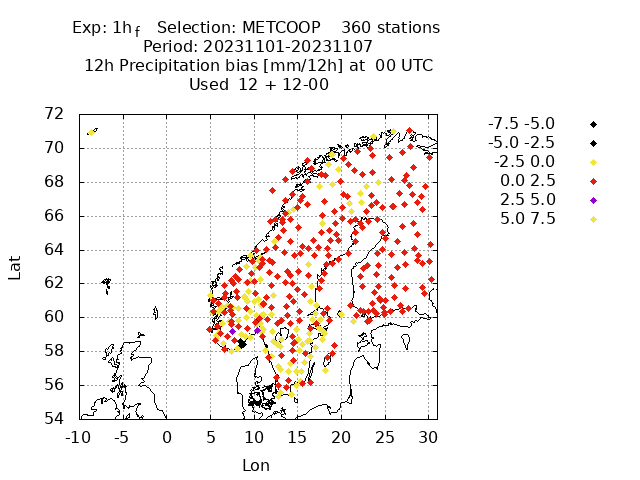 Exp: 1h_f Selection: METCOOP 360 stations
Period: 20231101-20231107
12h Precipitation bias [mm/12h] at 00 UTC
Used 12 + 12-00
72
70
68
66
64
62
60
58
56
54
Lat
-10 -5 0 5 10 15 20 25 30
Lon
-7.5 -5.0
-5.0 -2.5
-2.5 0.0
0.0 2.5
2.5 5.0
5.0 7.5